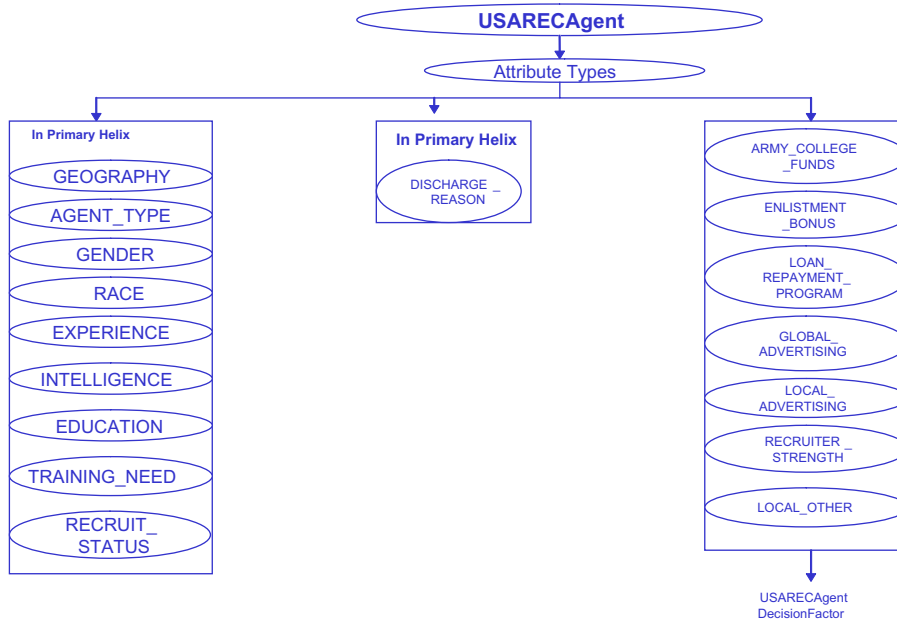 USARECAgent
Attribute Types
In Primary Helix
GEOGRAPHY
AGENT_TYPE
GENDER
RACE
EXPERIENCE
INTELLIGENCE
EDUCATION
TRAINING_NEED
RECRUIT_
STATUS
In Primary Helix
DISCHARGE _
REASON
ARMY_COLLEGE
_FUNDS
ENLISTMENT
_BONUS
LOAN_
REPAYMENT_
PROGRAM
GLOBAL_
ADVERTISING
LOCAL_
ADVERTISING
RECRUITER _
STRENGTH
LOCAL_OTHER
USARECAgent
DecisionFactor